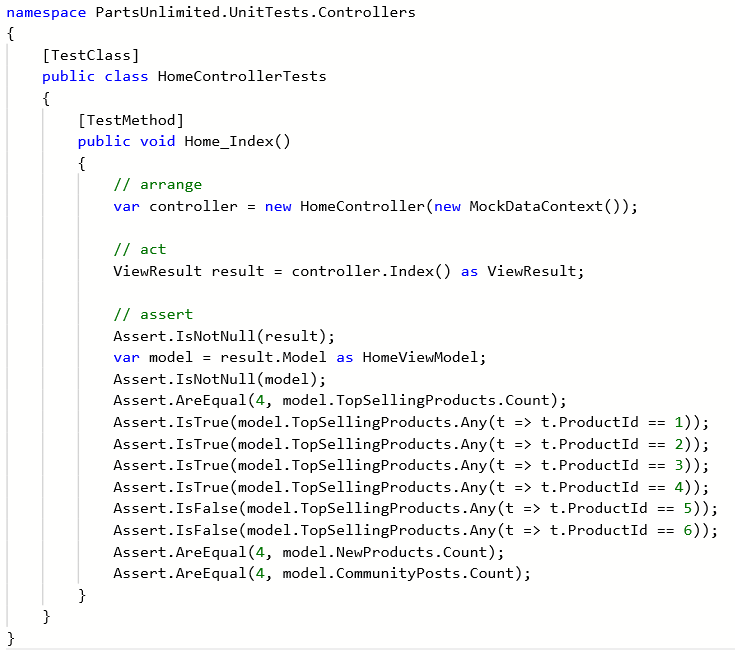 namespace PartsUnlimited.UnitTests.Controllers
{
    [TestClass]
    public class HomeControllerTests
    {
        [TestMethod]
        public void Home_Index()
        {
            // arrange
            var controller = new HomeController(new MockDataContext());

            // act
            ViewResult result = controller.Index() as ViewResult;

            // assert
            Assert.IsNotNull(result);
            var model = result.Model as HomeViewModel;
            Assert.IsNotNull(model);
            Assert.AreEqual(4, model.TopSellingProducts.Count);
            Assert.IsTrue(model.TopSellingProducts.Any(t => t.ProductId == 1));
            Assert.IsTrue(model.TopSellingProducts.Any(t => t.ProductId == 2));
            Assert.IsTrue(model.TopSellingProducts.Any(t => t.ProductId == 3));
            Assert.IsTrue(model.TopSellingProducts.Any(t => t.ProductId == 4));
            Assert.IsFalse(model.TopSellingProducts.Any(t => t.ProductId == 5));
            Assert.IsFalse(model.TopSellingProducts.Any(t => t.ProductId == 6));
            Assert.AreEqual(4, model.NewProducts.Count);
            Assert.AreEqual(4, model.CommunityPosts.Count);
        }
    }
}